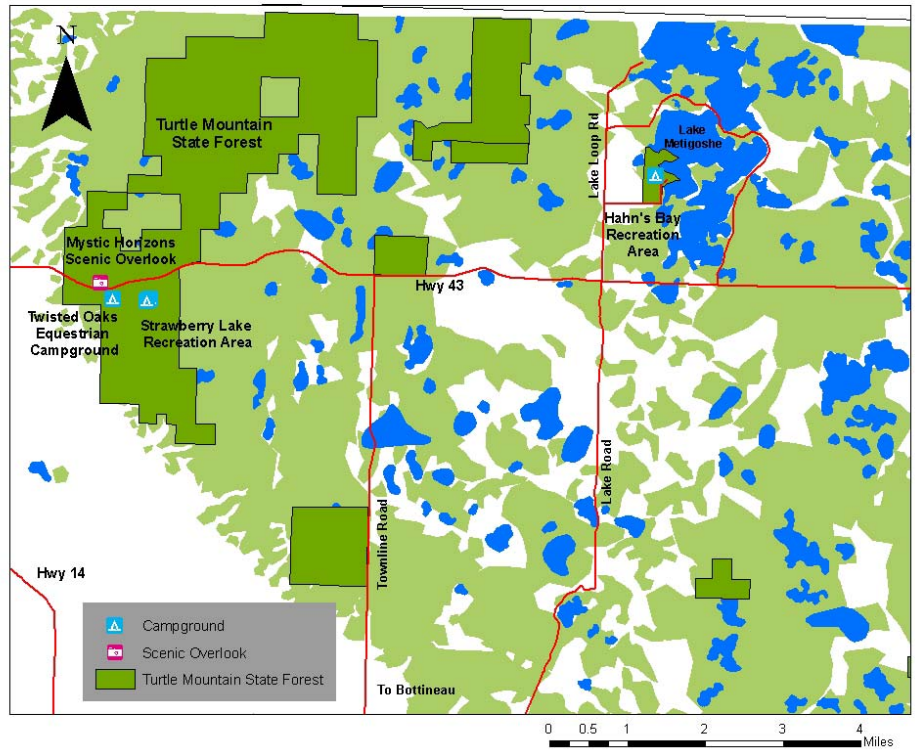 N
Turtle Mountain
State Forest
Lake Loop Rd
Lake
Metigoshe
Hahn's Bay
Recreation
Area
Mystic Horizons
Scenic Overlook
Hwy 43
Twisted Oaks
Equestrian
Campground
Strawberry Lake
Recreation Area
Townline Road
Lake Road
Hwy 14
Campground
Scenic Overlook
Turtle Mountain State Forest
To Bottineau
0 0.5 1 2 3 4
Miles